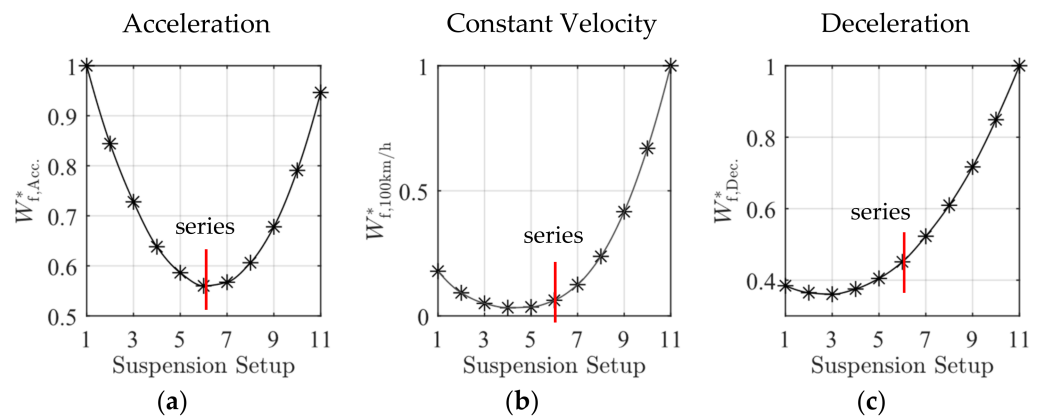 Acceleration
1
0.9
0.8
0.7
0.6
0.5
W*f,Acc.
series
1 3 5 7 9 11
Suspension Setup
(a)
Constant Velocity
1
0.5
0
W*f,100km/h
series
1 3 5 7 9 11
Suspension Setup
(b)
Deceleration
1
0.8
0.6
0.4
W*f,Dec.
series
1 3 5 7 9 11
Suspension Setup
(c)